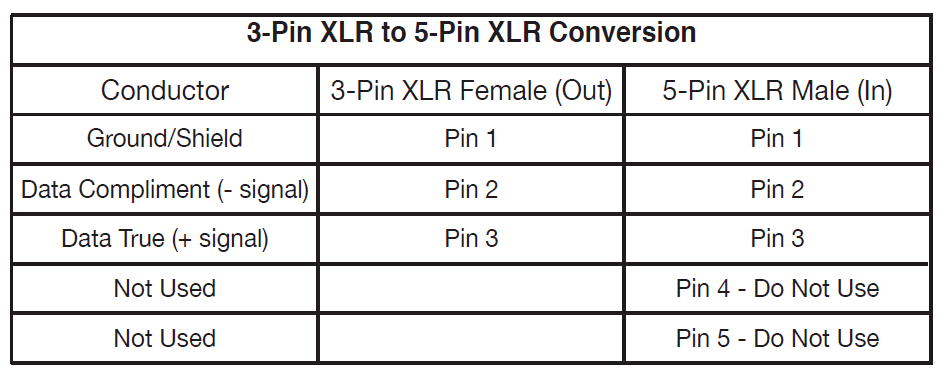 3-Pin XLR to 5-Pin XLR Conversion
Conductor 3-Pin XLR Female (Out) 5-Pin XLR Male (In)
Ground/Shield Pin 1 Pin 1
Data Compliment (- signal) Pin 2 Pin 2
Data True (+ signal) Pin 3 Pin 3
Not Used Pin 4 - Do Not Use
Not Used Pin 5 - Do Not Use